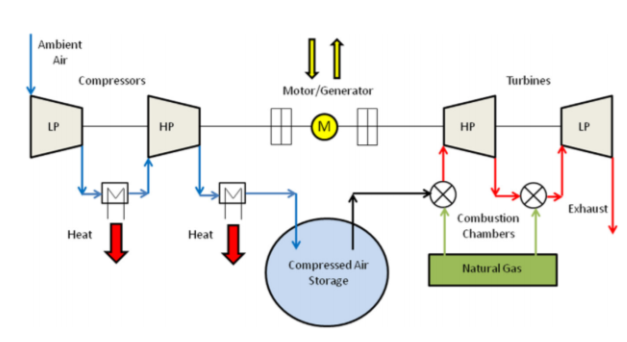 Ambient
Air
Compressors
Motor/Generator
Turbines
LP
HP
M
HP
LP
Heat
Heat
Compressed Air
Storage
Combustion
Chambers
Exhaust
Natural Gas